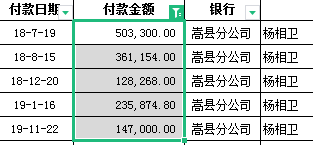 付款日期 付款金额 银行
18-7-19 503,300.00 嵩县分公司 杨相卫
18-8-15 361,154.00 嵩县分公司 杨相卫
18-12-20 128,268.00 嵩县分公司 杨相卫
19-1-16 235,874.80 嵩县分公司 杨相卫
19-11-22 147,000.00 嵩县分公司 杨相卫